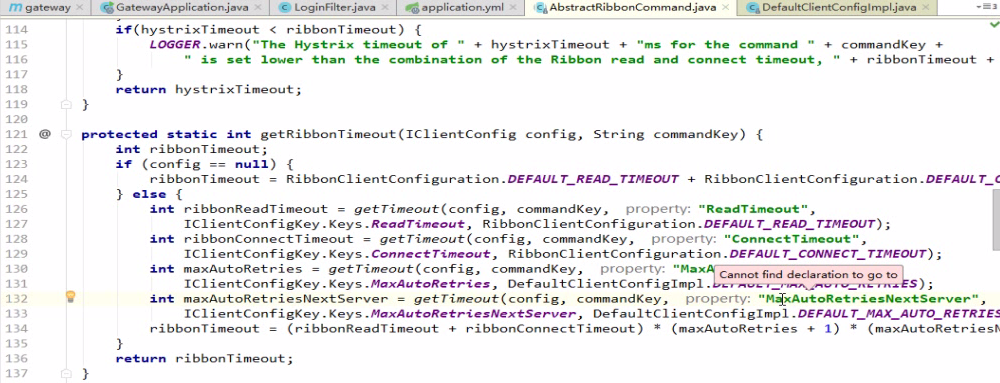 gateway GatewayApplication.java LoginFilter.java application.yml AbstractRibbonCommand.java DefaultClientConfigImpl.java
114 if(hystrixTimeout < ribbonTimeout) {
115 LOGGER.warn("The Hystrix timeout of " + hystrixTimeout + "ms for the command " + commandKey +
116 " is set lower than the combination of the Ribbon read and connect timeout, " + ribbonTimeout +
117 }
118 return hystrixTimeout;
119 }
120
121 @ protected static int getRibbonTimeout(IClientConfig config, String commandKey) {
122 int ribbonTimeout;
123 if (config == null) {
124 ribbonTimeout = RibbonClientConfiguration.DEFAULT_READ_TIMEOUT + RibbonClientConfiguration.DEFAULT_C
125 } else {
126 int ribbonReadTimeout = getTimeout(config, commandKey, property: "ReadTimeout",
127 IClientConfigKey.Keys.ReadTimeout, RibbonClientConfiguration.DEFAULT_READ_TIMEOUT);
128 int ribbonConnectTimeout = getTimeout(config, commandKey, property: "ConnectTimeout",
129 IClientConfigKey.Keys.ConnectTimeout, RibbonClientConfiguration.DEFAULT_CONNECT_TIMEOUT);
130 int maxAutoRetries = getTimeout(config, commandKey, property: "MaxA
Cannot find declaration to go to
131 IClientConfigKey.Keys.MaxAutoRetries, DefaultClientConfigImpl.DEFAULT_MAX_AUTO_RETRIES);
132 int maxAutoRetriesNextServer = getTimeout(config, commandKey, property: "MaxAutoRetriesNextServer",
133 IClientConfigKey.Keys.MaxAutoRetriesNextServer, DefaultClientConfigImpl.DEFAULT_MAX_AUTO_RETRIES
134 ribbonTimeout = (ribbonReadTimeout + ribbonConnectTimeout) * (maxAutoRetries + 1) * (maxAutoRetriesN
135 }
136 return ribbonTimeout;
137 }